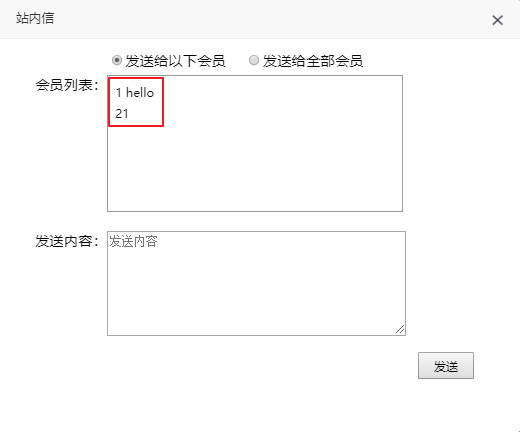 站内信
发送给以下会员 发送给全部会员
会员列表:
1 hello
21
发送内容:
发送内容
发送